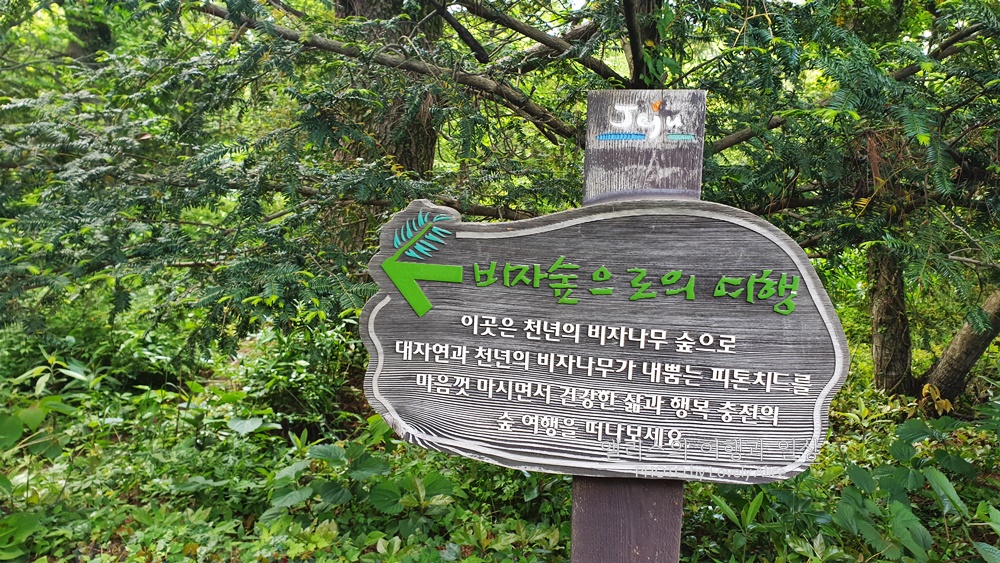 Jeju
비자숲으로의 여행
이곳은 천년의 비자나무 숲으로
대자연과 천년의 비자나무가 내뿜는 피톤치드를
마음껏 마시면서 건강한 삶과 행복 충전의
숲 여행을 떠나보세요